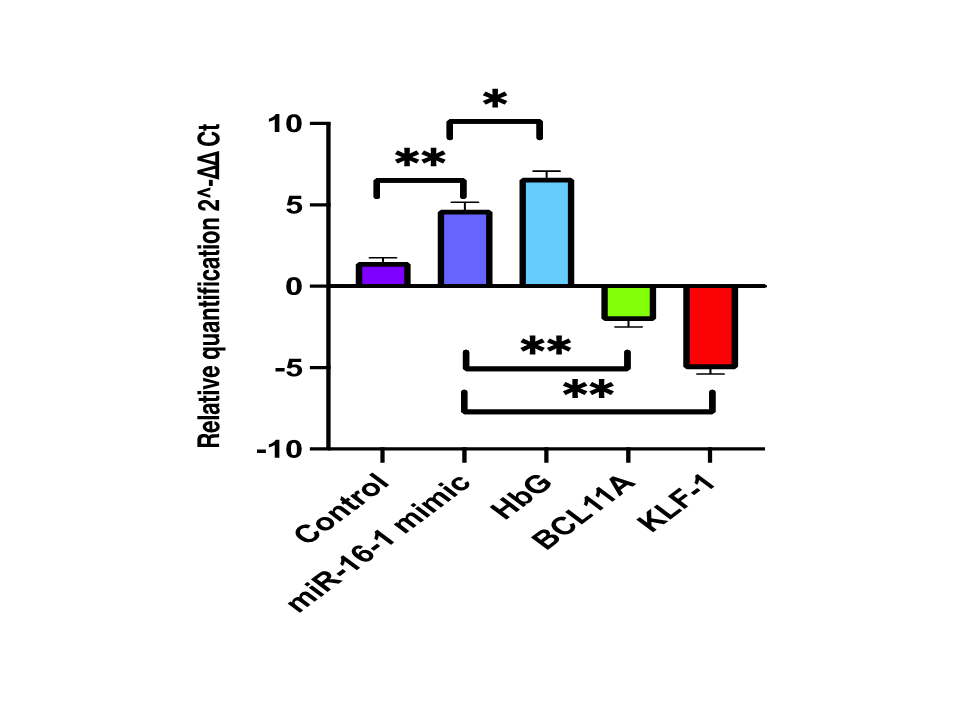 Relative quantification 2^-ΔΔ Ct
10
5
0
-5
-10
*
**
**
**
Control
miR-16-1 mimic
HbG
BCL11A
KLF-1